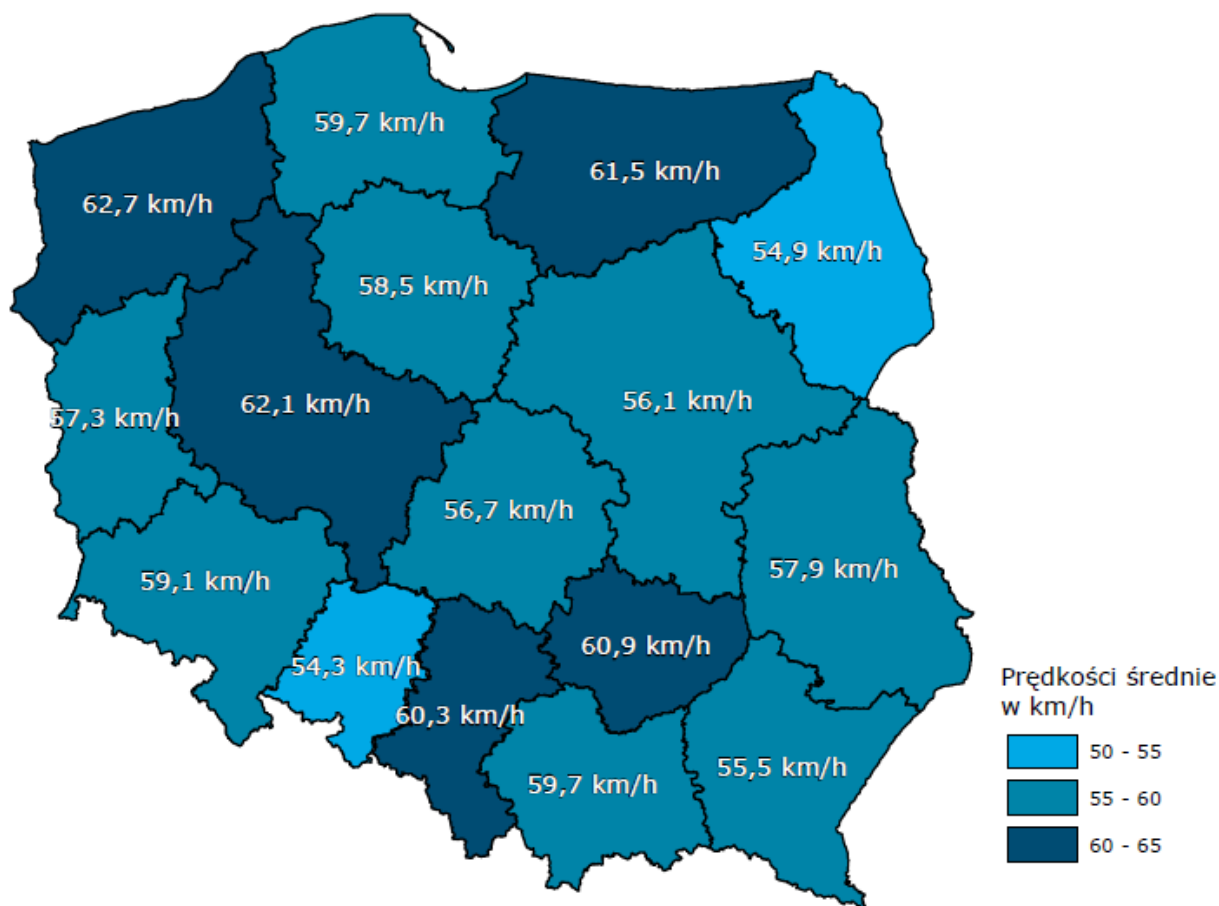 59,7 km/h
61,5 km/h
62,7 km/h
54,9 km/h
58,5 km/h
57,3 km/h
62,1 km/h
56,1 km/h
56,7 km/h
59,1 km/h
57,9 km/h
54,3 km/h
60,9 km/h
60,3 km/h
59,7 km/h
55,5 km/h
Prędkości średnie
w km/h
50 - 55
55 - 60
60 - 65